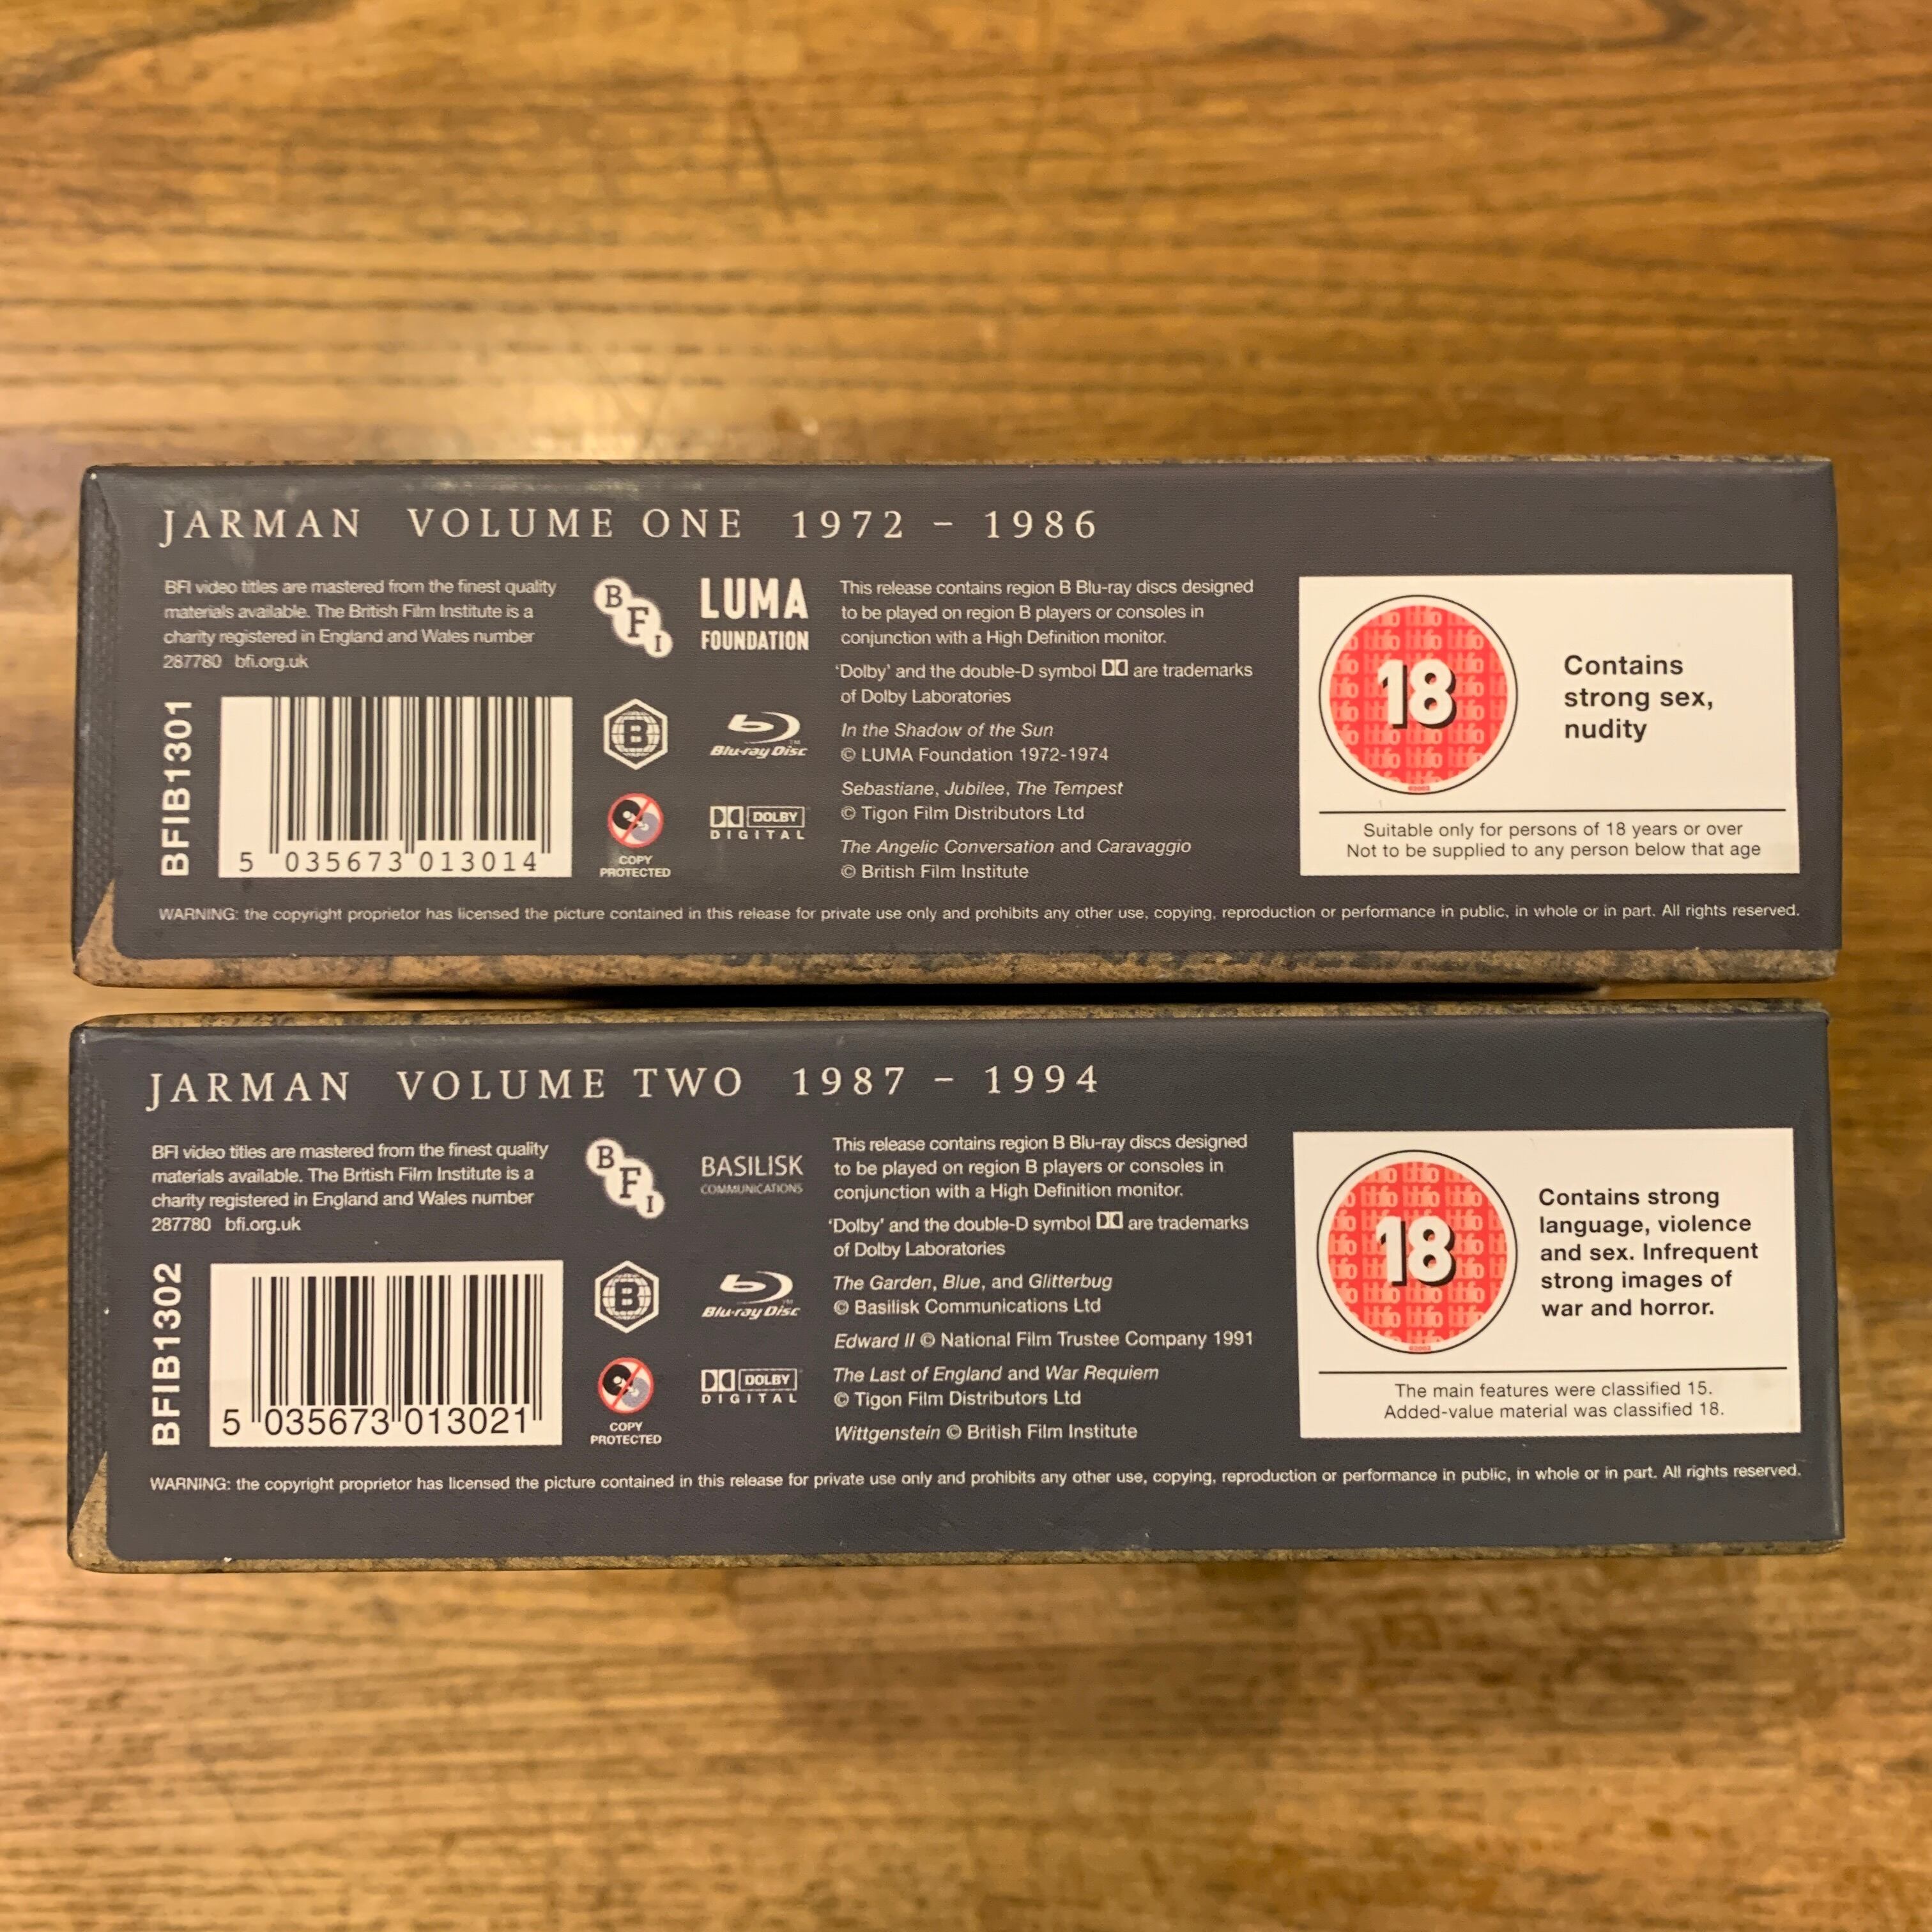 JARMAN VOLUME ONE 1972 – 1986
BFI video titles are mastered from the finest quality
materials available. The British Film Institute is a
charity registered in England and Wales number
287780 bfi.org.uk
BFIB1301
5 035673 013014
BFI
LUMA
FOUNDATION
B
Blu-ray Disc™
COPY
PROTECTED
DOLBY
DIGITAL
This release contains region B Blu-ray discs designed
to be played on region B players or consoles in
conjunction with a High Definition monitor.
'Dolby' and the double-D symbol are trademarks
of Dolby Laboratories
In the Shadow of the Sun
© LUMA Foundation 1972-1974
Sebastiane, Jubilee, The Tempest
© Tigon Film Distributors Ltd
The Angelic Conversation and Caravaggio
© British Film Institute
18
Contains
strong sex,
nudity
Suitable only for persons of 18 years or over
Not to be supplied to any person below that age
WARNING: the copyright proprietor has licensed the picture contained in this release for private use only and prohibits any other use, copying, reproduction or performance in public, in whole or in part. All rights reserved.
JARMAN VOLUME TWO 1987 – 1994
BFI video titles are mastered from the finest quality
materials available. The British Film Institute is a
charity registered in England and Wales number
287780 bfi.org.uk
BFIB1302
5 035673 013021
BFI
BASILISK
COMMUNICATIONS
B
Blu-ray Disc™
COPY
PROTECTED
DOLBY
DIGITAL
This release contains region B Blu-ray discs designed
to be played on region B players or consoles in
conjunction with a High Definition monitor.
'Dolby' and the double-D symbol are trademarks
of Dolby Laboratories
The Garden, Blue, and Glitterbug
© Basilisk Communications Ltd
Edward II © National Film Trustee Company 1991
The Last of England and War Requiem
© Tigon Film Distributors Ltd
Wittgenstein © British Film Institute
18
Contains strong
language, violence
and sex. Infrequent
strong images of
war and horror.
The main features were classified 15.
Added-value material was classified 18.
WARNING: the copyright proprietor has licensed the picture contained in this release for private use only and prohibits any other use, copying, reproduction or performance in public, in whole or in part. All rights reserved.